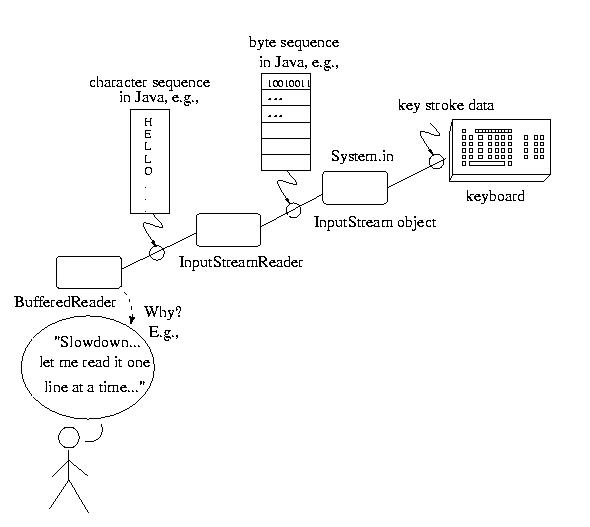 byte sequence
in Java, e.g.,
10010011
...
...
character sequence
in Java, e.g.,
H
E
L
L
O
.
.
.
key stroke data
System.in
keyboard
InputStream object
InputStreamReader
BufferedReader
Why?
E.g.,
"Slowdown...
let me read it one
line at a time..."